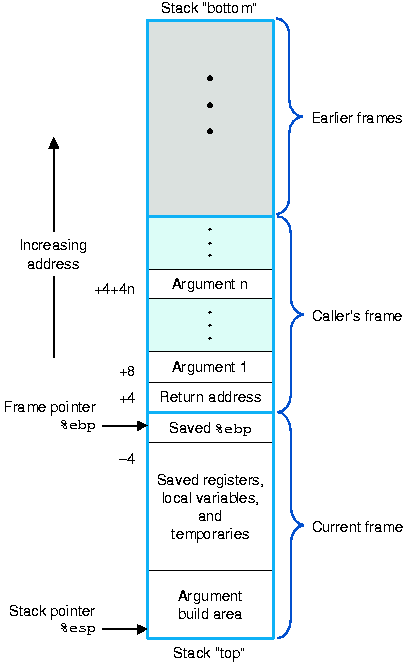 Stack "bottom"
Earlier frames
Increasing
address
+4+4n
Argument n
Caller's frame
+8
Argument 1
+4
Return address
Frame pointer
%ebp
Saved %ebp
−4
Saved registers,
local variables,
and
temporaries
Current frame
Stack pointer
%esp
Argument
build area
Stack "top"